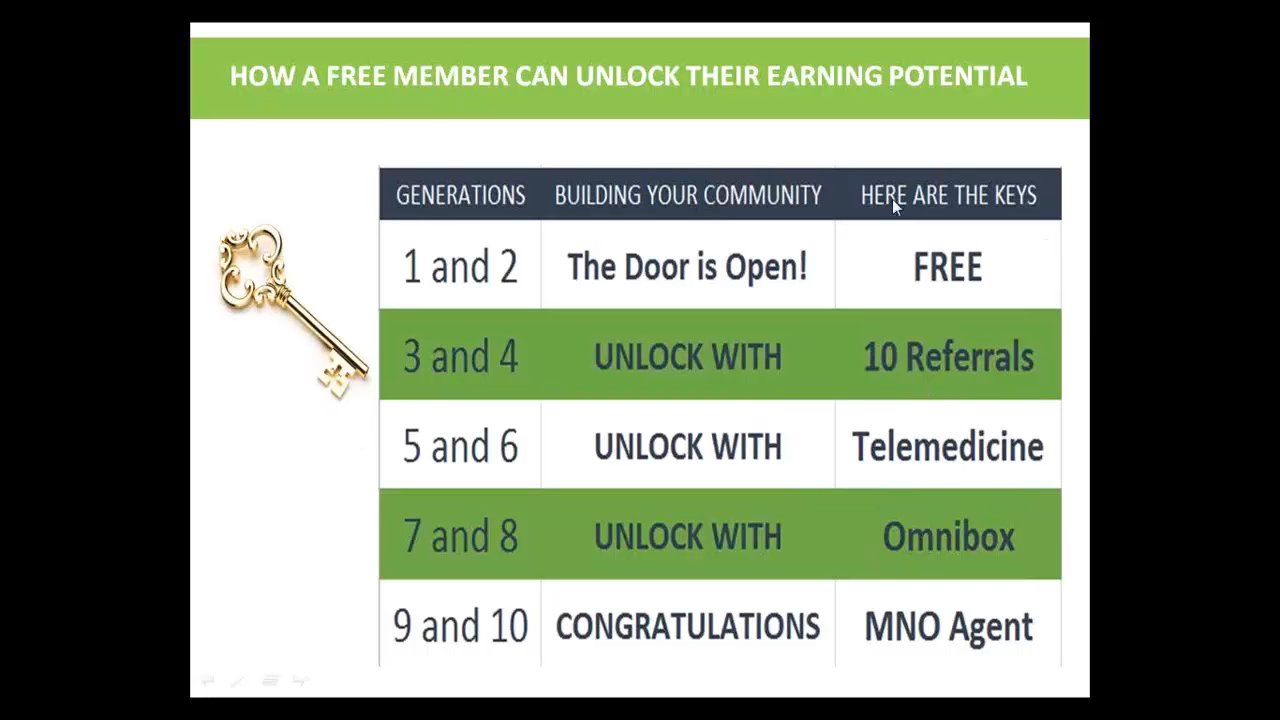 HOW A FREE MEMBER CAN UNLOCK THEIR EARNING POTENTIAL
GENERATIONS BUILDING YOUR COMMUNITY HERE ARE THE KEYS
1 and 2 The Door is Open! FREE
3 and 4 UNLOCK WITH 10 Referrals
5 and 6 UNLOCK WITH Telemedicine
7 and 8 UNLOCK WITH Omnibox
9 and 10 CONGRATULATIONS MNO Agent